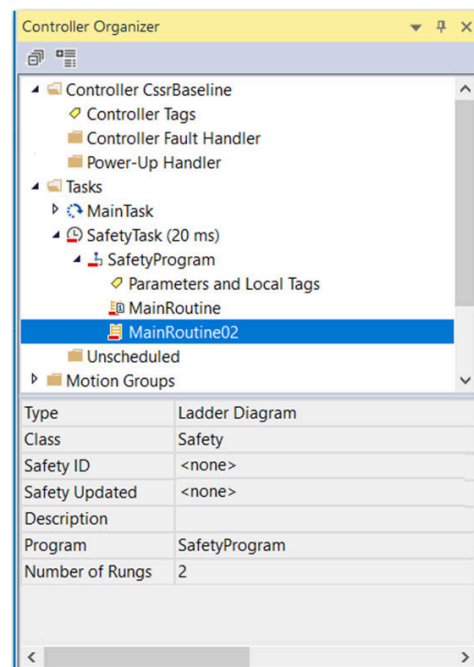 Controller Organizer
Controller CssrBaseline
Controller Tags
Controller Fault Handler
Power-Up Handler
Tasks
MainTask
SafetyTask (20 ms)
SafetyProgram
Parameters and Local Tags
MainRoutine
MainRoutine02
Unscheduled
Motion Groups
Type Ladder Diagram
Class Safety
Safety ID <none>
Safety Updated <none>
Description
Program SafetyProgram
Number of Rungs 2